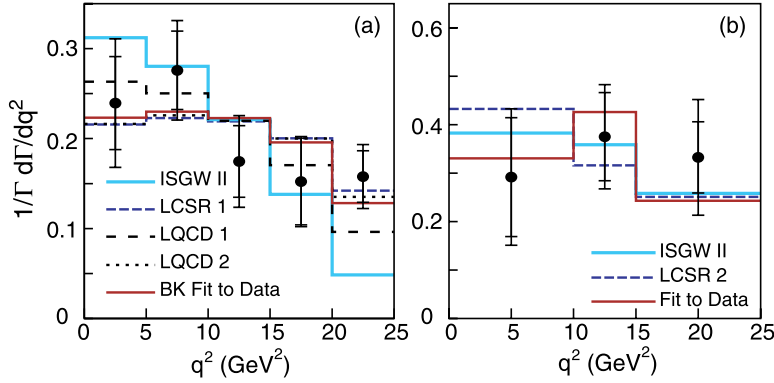 (a)
0.3
0.2
0.1
0
1/Γ dΓ/dq²
ISGW II
LCSR 1
LQCD 1
LQCD 2
BK Fit to Data
0 5 10 15 20 25
q² (GeV²)
(b)
0.6
0.4
0.2
0
ISGW II
LCSR 2
Fit to Data
0 5 10 15 20 25
q² (GeV²)